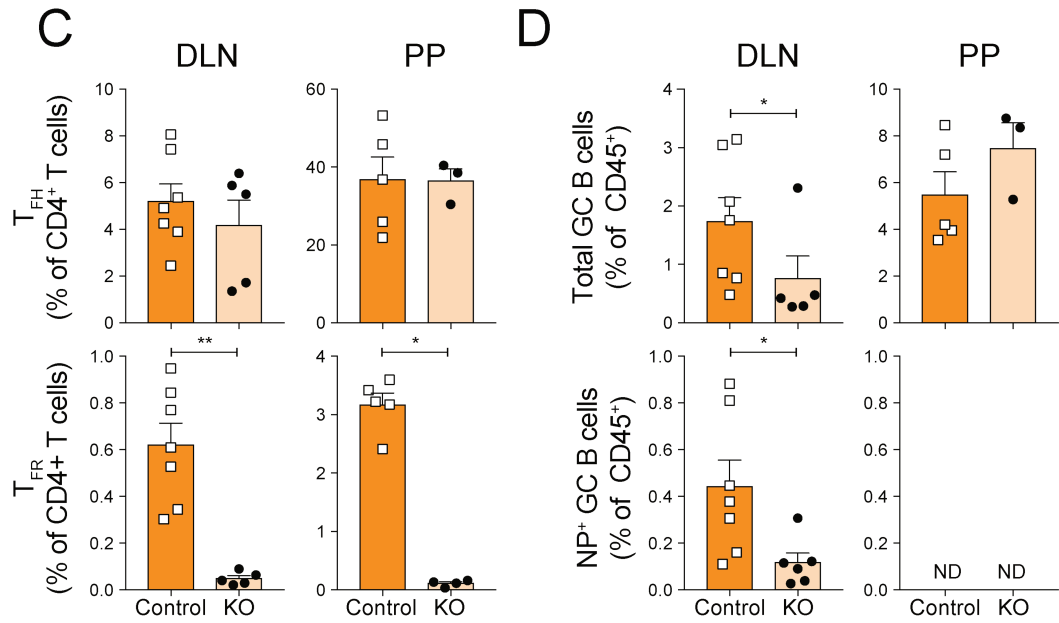 C
DLN
PP
T_FH
(% of CD4⁺ T cells)
10
8
6
4
2
0
60
40
20
0
T_FR
(% of CD4+ T cells)
**
1.0
0.8
0.6
0.4
0.2
0.0
Control KO
*
4
3
2
1
0
Control KO
D
DLN
PP
Total GC B cells
(% of CD45⁺)
*
4
3
2
1
0
10
8
6
4
2
0
NP⁺ GC B cells
(% of CD45⁺)
*
1.0
0.8
0.6
0.4
0.2
0.0
Control KO
1.0
0.8
0.6
0.4
0.2
0.0
ND ND
Control KO